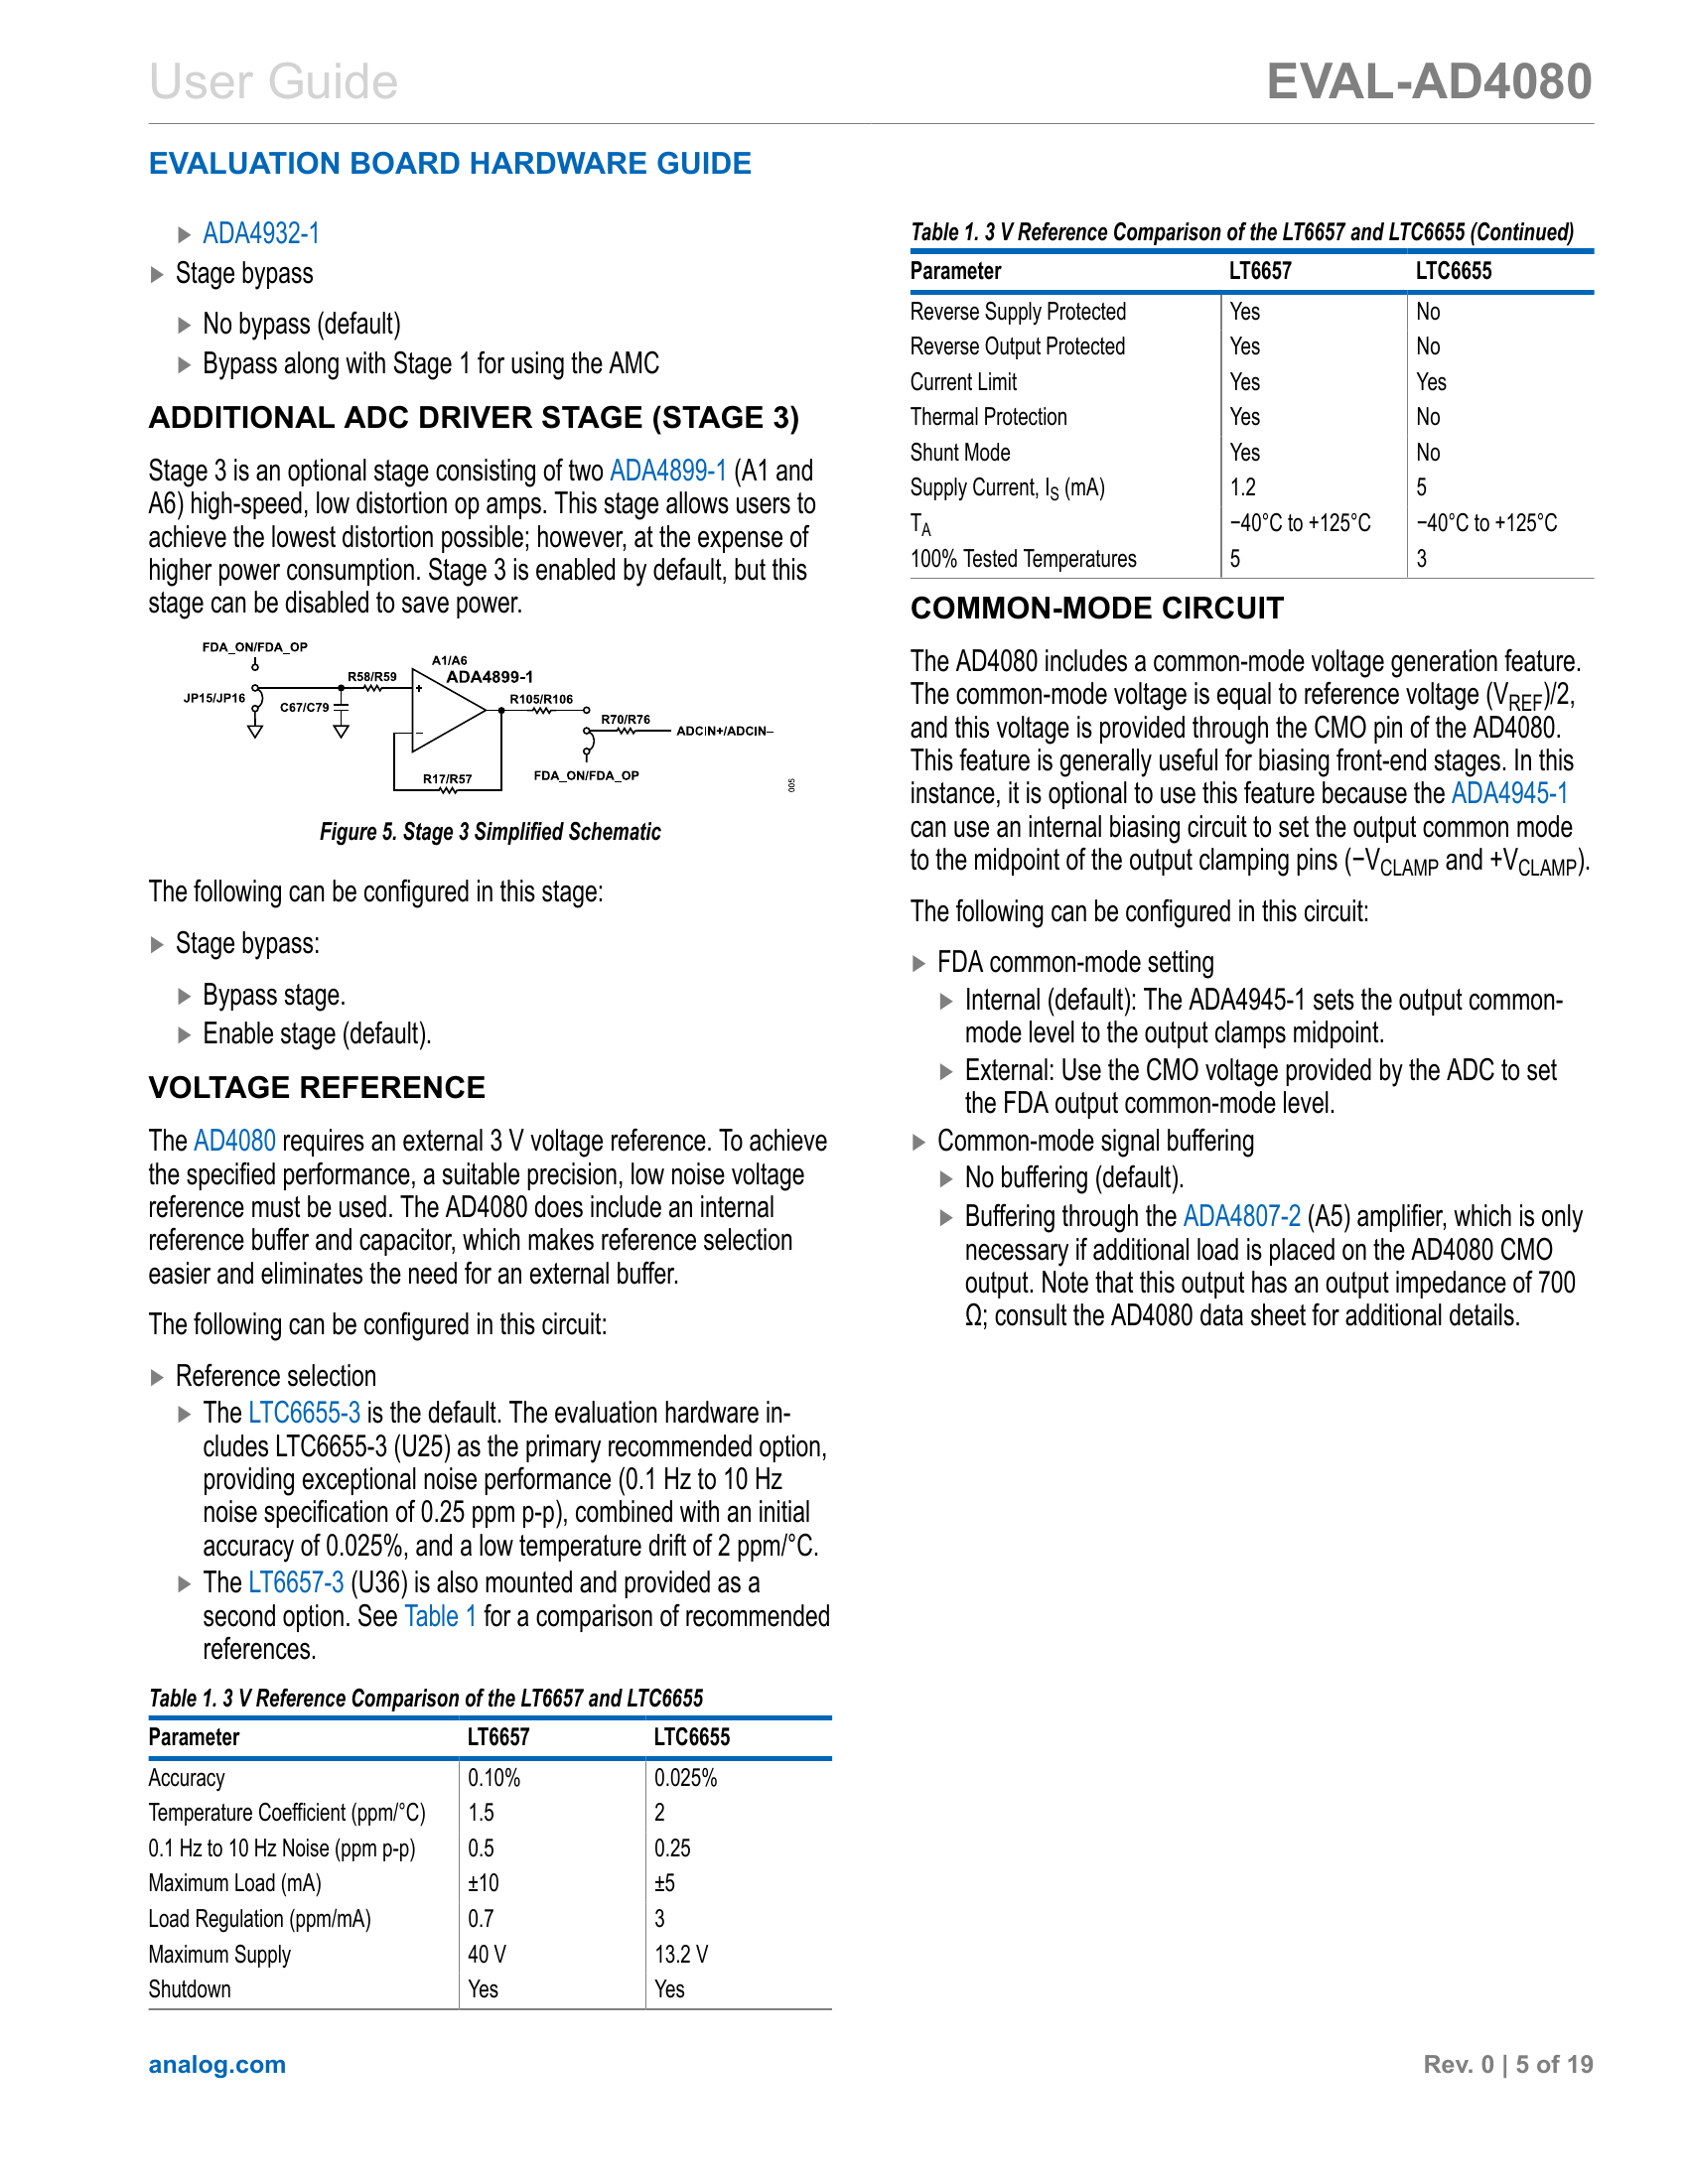 User Guide
EVAL-AD4080
EVALUATION BOARD HARDWARE GUIDE
▶ ADA4932-1
▶ Stage bypass
▶ No bypass (default)
▶ Bypass along with Stage 1 for using the AMC
ADDITIONAL ADC DRIVER STAGE (STAGE 3)
Stage 3 is an optional stage consisting of two ADA4899-1 (A1 and
A6) high-speed, low distortion op amps. This stage allows users to
achieve the lowest distortion possible; however, at the expense of
higher power consumption. Stage 3 is enabled by default, but this
stage can be disabled to save power.
FDA_ON/FDA_OP
JP15/JP16
C67/C79
R58/R59
A1/A6
ADA4899-1
+
−
R17/R57
R105/R106
R70/R76
ADCIN+/ADCIN−
FDA_ON/FDA_OP
005
Figure 5. Stage 3 Simplified Schematic
The following can be configured in this stage:
▶ Stage bypass:
▶ Bypass stage.
▶ Enable stage (default).
VOLTAGE REFERENCE
The AD4080 requires an external 3 V voltage reference. To achieve
the specified performance, a suitable precision, low noise voltage
reference must be used. The AD4080 does include an internal
reference buffer and capacitor, which makes reference selection
easier and eliminates the need for an external buffer.
The following can be configured in this circuit:
▶ Reference selection
▶ The LTC6655-3 is the default. The evaluation hardware in-
cludes LTC6655-3 (U25) as the primary recommended option,
providing exceptional noise performance (0.1 Hz to 10 Hz
noise specification of 0.25 ppm p-p), combined with an initial
accuracy of 0.025%, and a low temperature drift of 2 ppm/°C.
▶ The LT6657-3 (U36) is also mounted and provided as a
second option. See Table 1 for a comparison of recommended
references.
Table 1. 3 V Reference Comparison of the LT6657 and LTC6655
Parameter LT6657 LTC6655
Accuracy 0.10% 0.025%
Temperature Coefficient (ppm/°C) 1.5 2
0.1 Hz to 10 Hz Noise (ppm p-p) 0.5 0.25
Maximum Load (mA) ±10 ±5
Load Regulation (ppm/mA) 0.7 3
Maximum Supply 40 V 13.2 V
Shutdown Yes Yes
Table 1. 3 V Reference Comparison of the LT6657 and LTC6655 (Continued)
Parameter LT6657 LTC6655
Reverse Supply Protected Yes No
Reverse Output Protected Yes No
Current Limit Yes Yes
Thermal Protection Yes No
Shunt Mode Yes No
Supply Current, IS (mA) 1.2 5
TA −40°C to +125°C −40°C to +125°C
100% Tested Temperatures 5 3
COMMON-MODE CIRCUIT
The AD4080 includes a common-mode voltage generation feature.
The common-mode voltage is equal to reference voltage (VREF)/2,
and this voltage is provided through the CMO pin of the AD4080.
This feature is generally useful for biasing front-end stages. In this
instance, it is optional to use this feature because the ADA4945-1
can use an internal biasing circuit to set the output common mode
to the midpoint of the output clamping pins (−VCLAMP and +VCLAMP).
The following can be configured in this circuit:
▶ FDA common-mode setting
▶ Internal (default): The ADA4945-1 sets the output common-
mode level to the output clamps midpoint.
▶ External: Use the CMO voltage provided by the ADC to set
the FDA output common-mode level.
▶ Common-mode signal buffering
▶ No buffering (default).
▶ Buffering through the ADA4807-2 (A5) amplifier, which is only
necessary if additional load is placed on the AD4080 CMO
output. Note that this output has an output impedance of 700
Ω; consult the AD4080 data sheet for additional details.
analog.com
Rev. 0 | 5 of 19